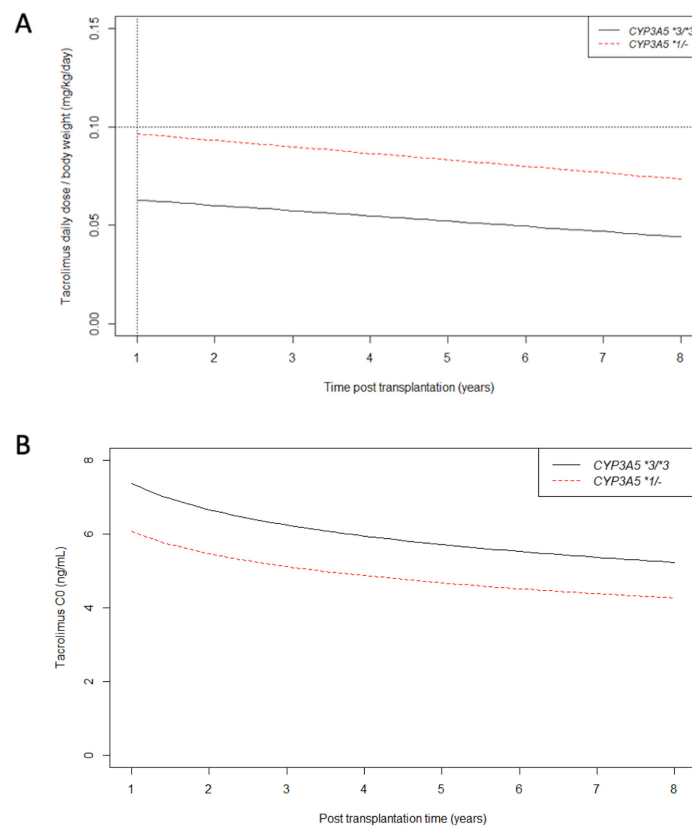 A
CYP3A5 *3/*3
CYP3A5 *1/-
Tacrolimus daily dose / body weight (mg/kg/day)
0.15
0.10
0.05
0.00
1 2 3 4 5 6 7 8
Time post transplantation (years)
B
CYP3A5 *3/*3
CYP3A5 *1/-
Tacrolimus C0 (ng/mL)
8
6
4
2
0
1 2 3 4 5 6 7 8
Post transplantation time (years)